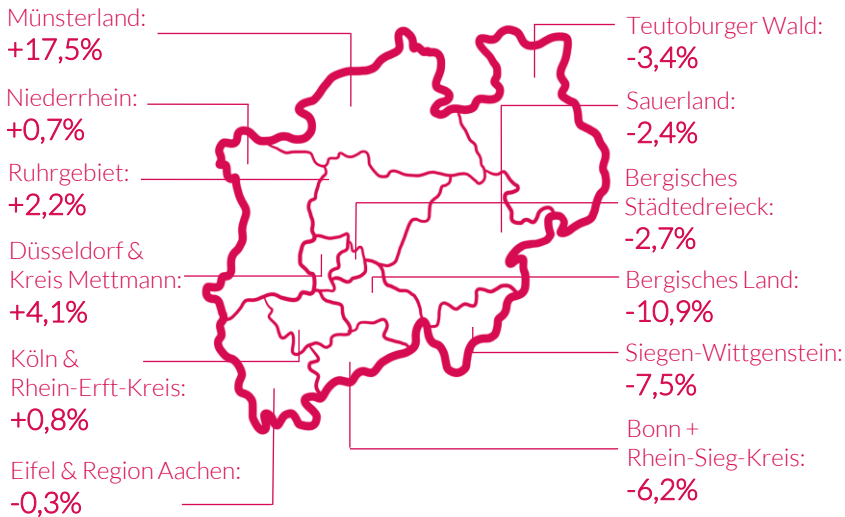 Münsterland:
+17,5%
Niederrhein:
+0,7%
Ruhrgebiet:
+2,2%
Düsseldorf &
Kreis Mettmann:
+4,1%
Köln &
Rhein-Erft-Kreis:
+0,8%
Eifel & Region Aachen:
-0,3%
Teutoburger Wald:
-3,4%
Sauerland:
-2,4%
Bergisches
Städtedreieck:
-2,7%
Bergisches Land:
-10,9%
Siegen-Wittgenstein:
-7,5%
Bonn +
Rhein-Sieg-Kreis:
-6,2%